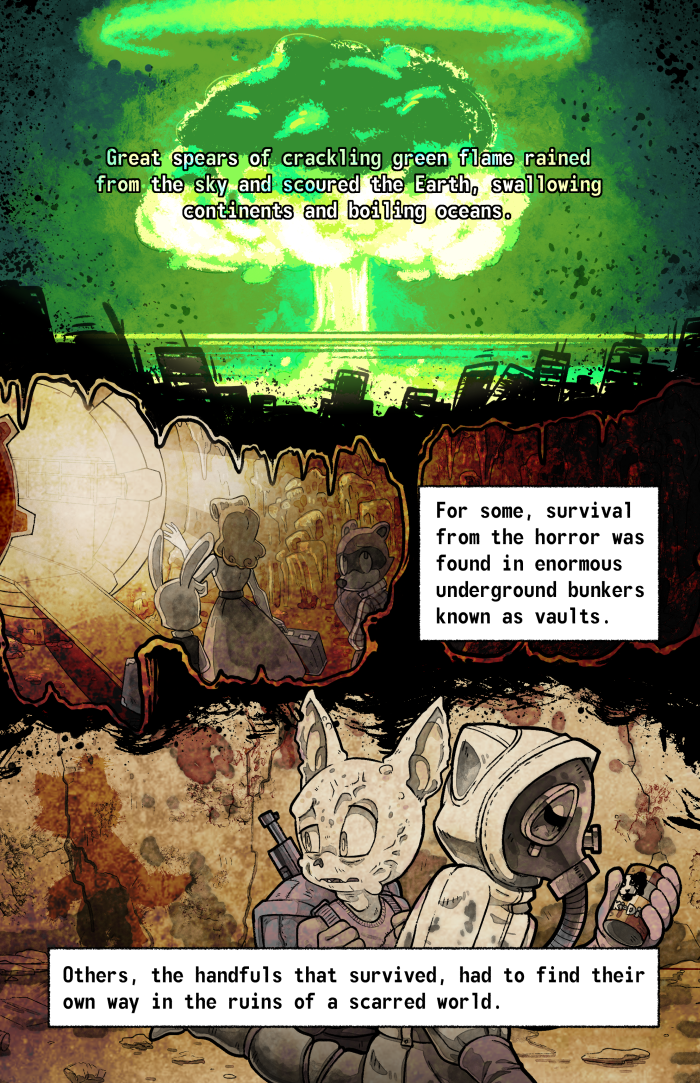 Great spears of crackling green flame rained
from the sky and scoured the Earth, swallowing
continents and boiling oceans.
For some, survival
from the horror was
found in enormous
underground bunkers
known as vaults.
Others, the handfuls that survived, had to find their
own way in the ruins of a scarred world.